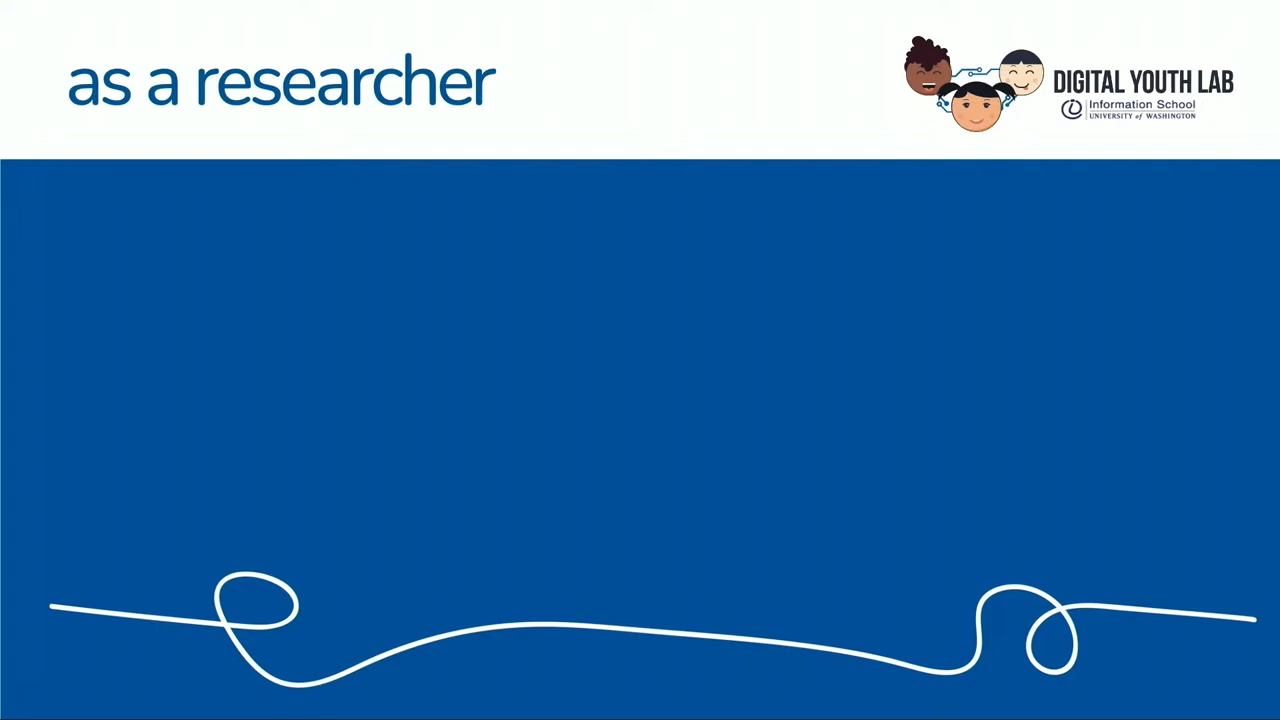 as a researcher
DIGITAL YOUTH LAB
Information School
UNIVERSITY of WASHINGTON